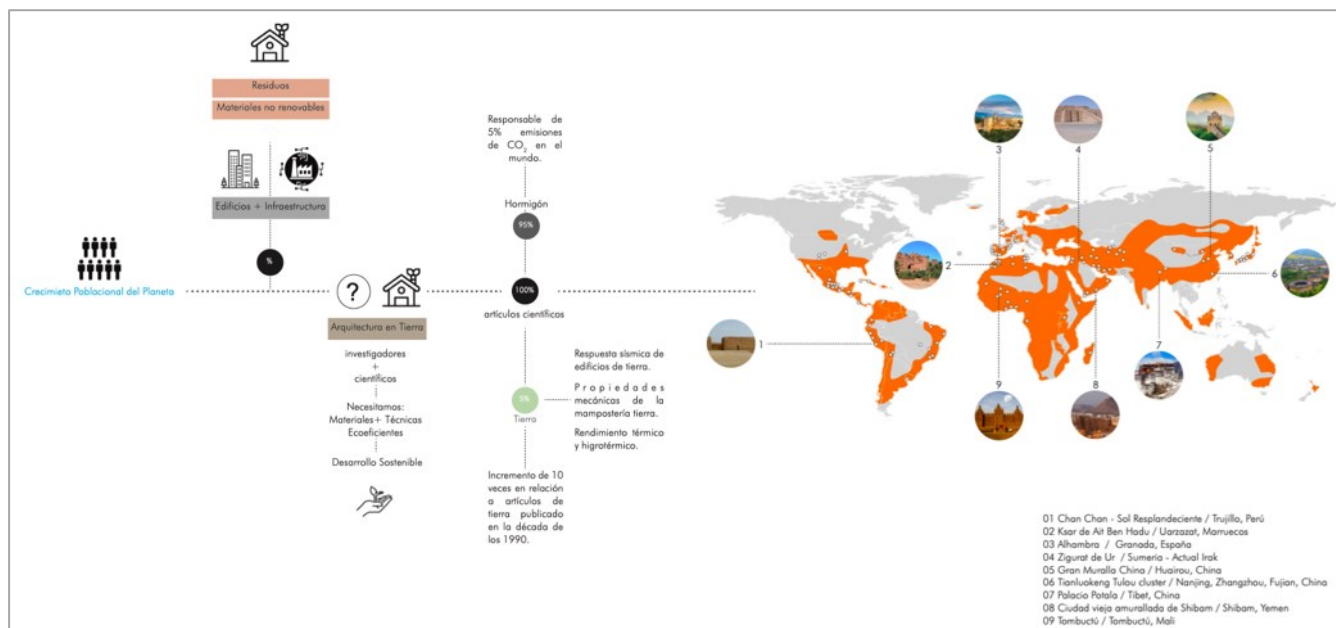 Residuos
Materiales no renovables
Edificios + Infraestructura
%
Crecimieto Poblacional del Planeta
?
Arquitectura en Tierra
investigadores
+
científicos
Necesitamos:
Materiales+ Técnicas
Ecoeficientes
Desarrollo Sostenible
Responsable de
5% emisiones
de CO₂ en el
mundo.
Hormigón
95%
100%
artículos científicos
5%
Tierra
Incremento de 10
veces en relación
a artículos de
tierra publicado
en la década de
los 1990.
Respuesta sísmica de
edificios de tierra.
Propiedades
mecánicas de la
mampostería tierra.
Rendimiento térmico
y higrotérmico.
1
2
3
4
5
6
7
8
9
01 Chan Chan - Sol Resplandeciente / Trujillo, Perú
02 Ksar de Ait Ben Hadu / Uarzazat, Marruecos
03 Alhambra / Granada, España
04 Zigurat de Ur / Sumeria - Actual Irak
05 Gran Muralla China / Huairou, China
06 Tianluokeng Tulou cluster / Nanjing, Zhangzhou, Fujian, China
07 Palacio Potala / Tibet, China
08 Ciudad vieja amurallada de Shibam / Shibam, Yemen
09 Tombuctú / Tombuctú, Mali